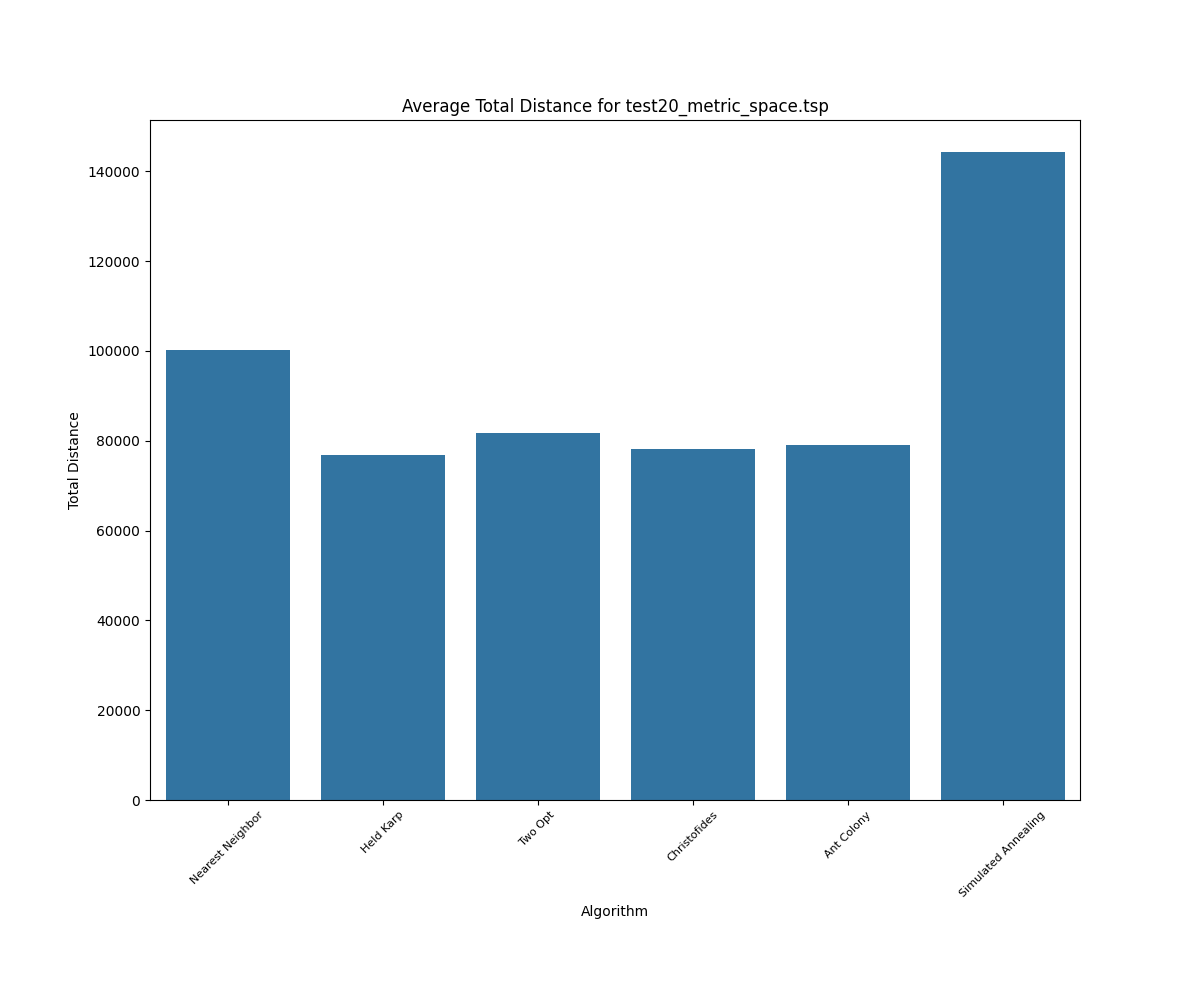 Average Total Distance for test20_metric_space.tsp
Total Distance
140000
120000
100000
80000
60000
40000
20000
0
Nearest Neighbor
Held Karp
Two Opt
Christofides
Ant Colony
Simulated Annealing
Algorithm